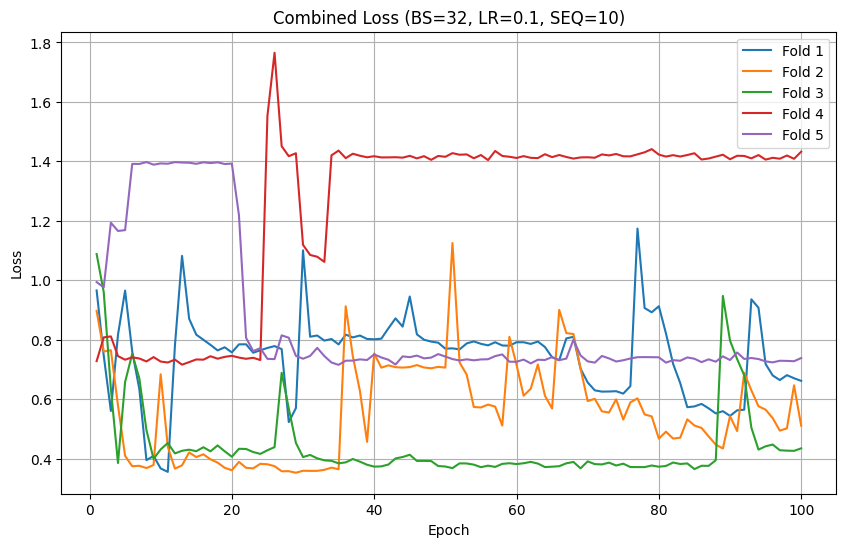 Combined Loss (BS=32, LR=0.1, SEQ=10)
Fold 1
Fold 2
Fold 3
Fold 4
Fold 5
Loss
1.8
1.6
1.4
1.2
1.0
0.8
0.6
0.4
0
20
40
60
80
100
Epoch